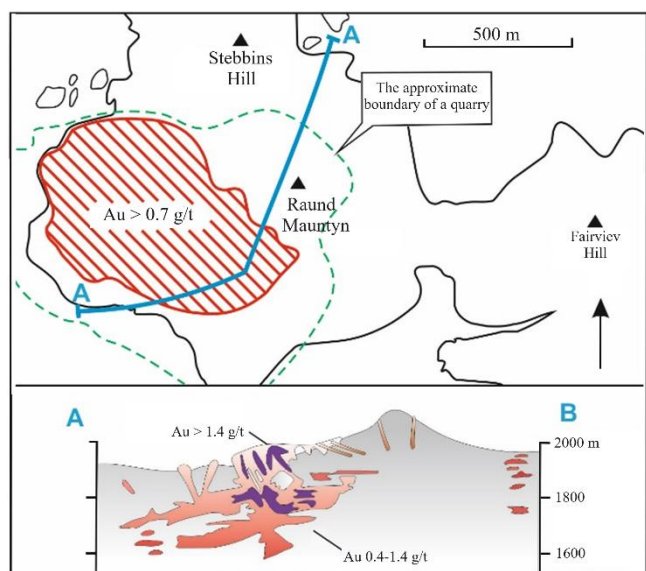 A
500 m
Stebbins
Hill
The approximate
boundary of a quarry
Au > 0.7 g/t
Raund
Mauntyn
Fairviev
Hill
A
A
B
Au > 1.4 g/t
2000 m
1800
1600
Au 0.4-1.4 g/t